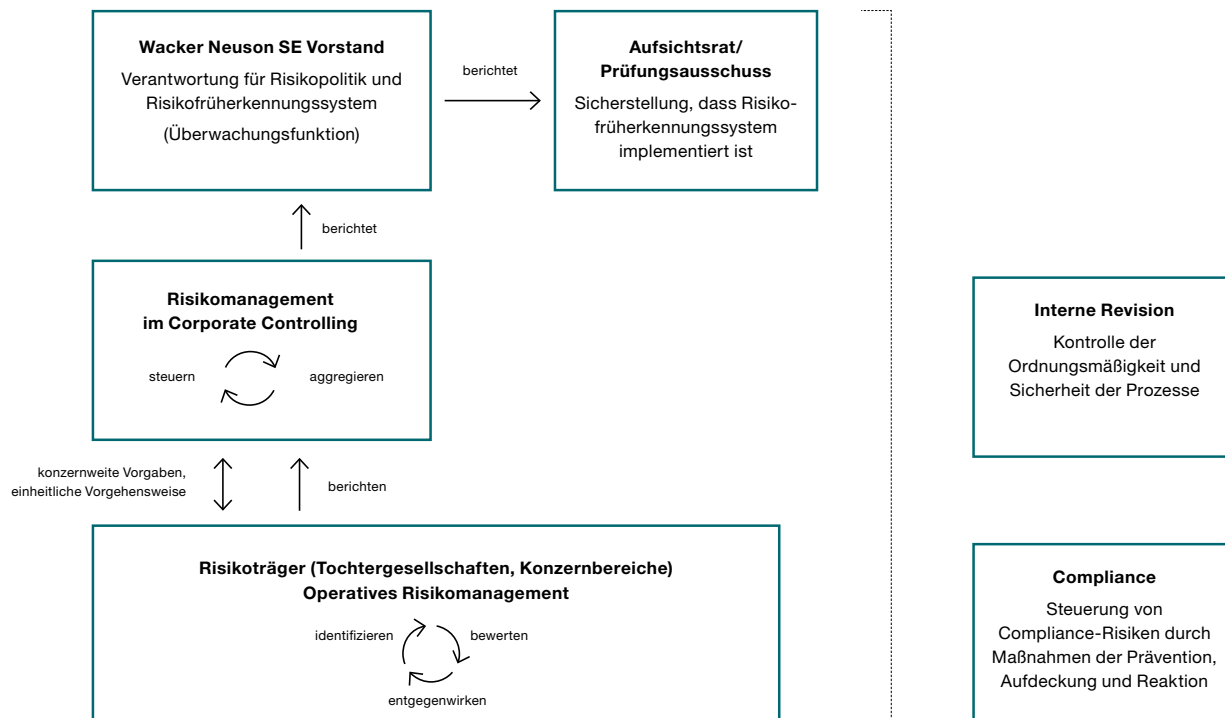 Wacker Neuson SE Vorstand
Verantwortung für Risikopolitik und
Risikofrüherkennungssystem
(Überwachungsfunktion)
berichtet
Aufsichtsrat/
Prüfungsausschuss
Sicherstellung, dass Risiko-
früherkennungssystem
implementiert ist
berichtet
Risikomanagement
im Corporate Controlling
steuern
aggregieren
Interne Revision
Kontrolle der
Ordnungsmäßigkeit und
Sicherheit der Prozesse
konzernweite Vorgaben,
einheitliche Vorgehensweise
berichten
Risikoträger (Tochtergesellschaften, Konzernbereiche)
Operatives Risikomanagement
identifizieren
bewerten
entgegenwirken
Compliance
Steuerung von
Compliance-Risiken durch
Maßnahmen der Prävention,
Aufdeckung und Reaktion